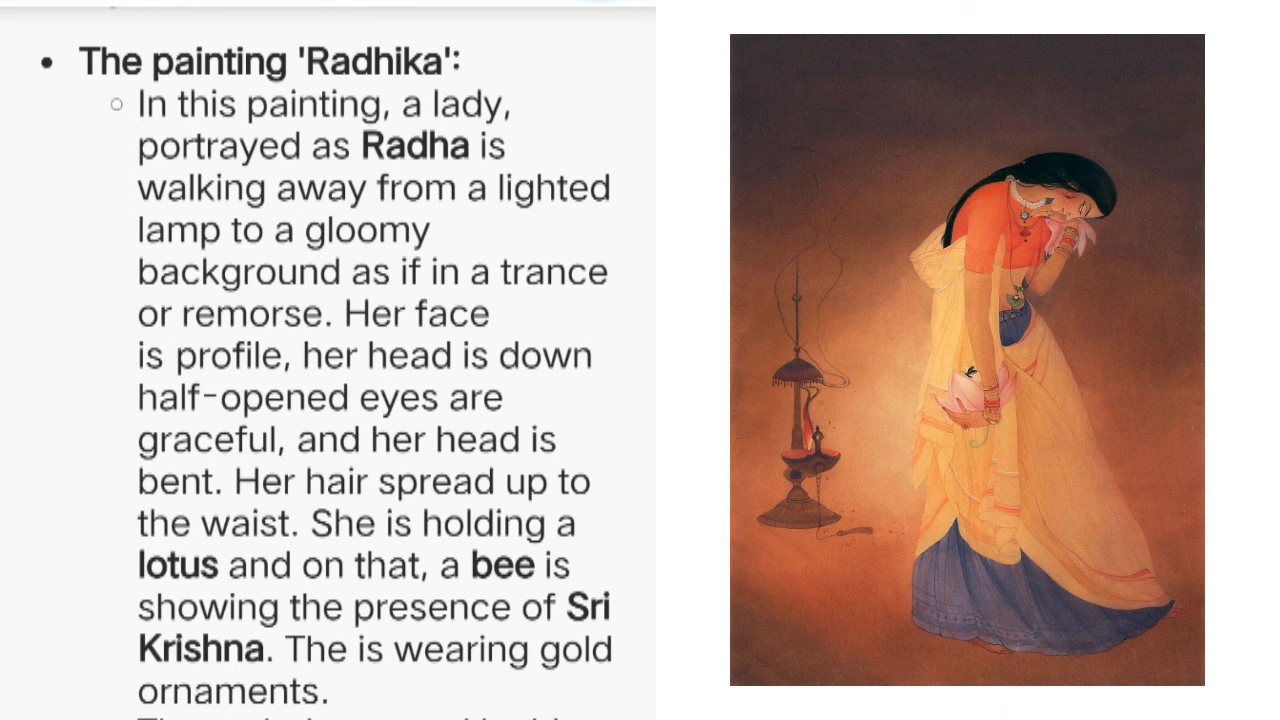 The painting 'Radhika':
In this painting, a lady,
portrayed as Radha is
walking away from a lighted
lamp to a gloomy
background as if in a trance
or remorse. Her face
is profile, her head is down
half-opened eyes are
graceful, and her head is
bent. Her hair spread up to
the waist. She is holding a
lotus and on that, a bee is
showing the presence of Sri
Krishna. The is wearing gold
ornaments.